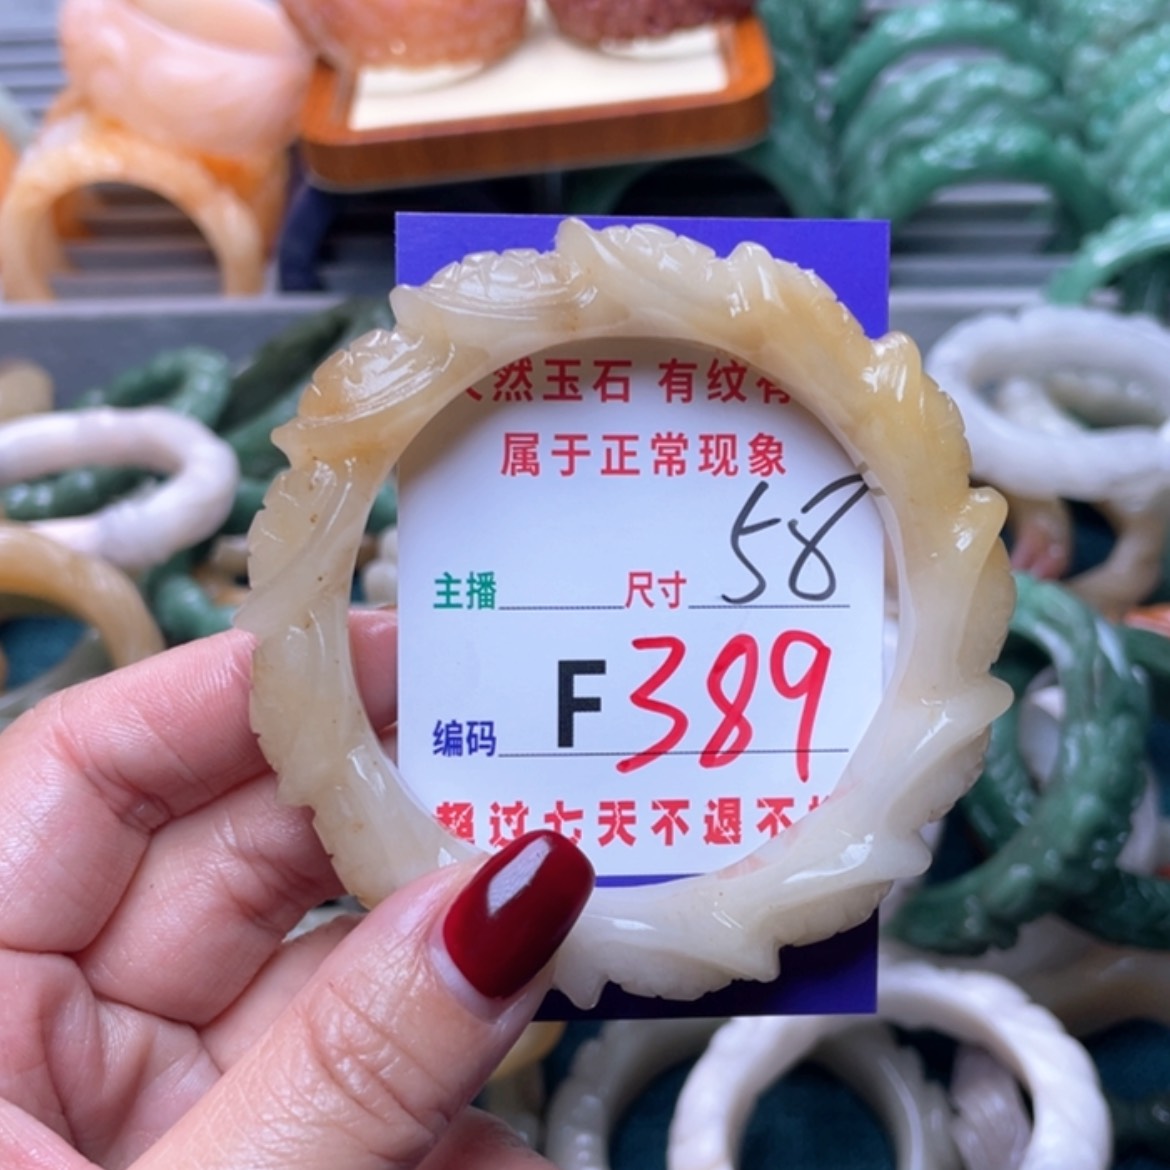 然玉石 有纹
属于正常现象
主播 尺寸 58
编码 F389
超过七天不退不